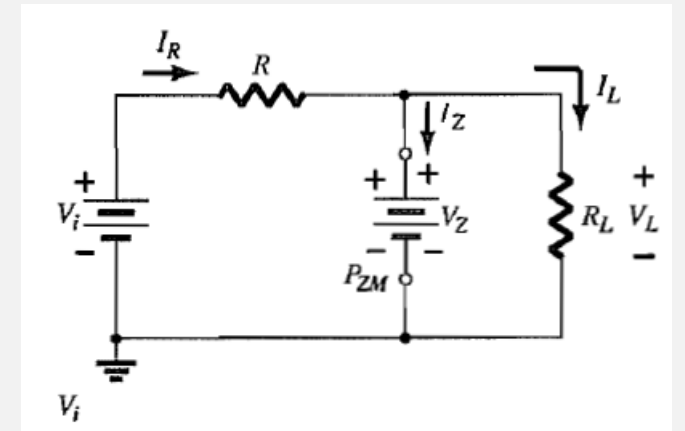 I_R
R
I_L
I_Z
+ + + +
V_i V_Z R_L V_L
- - - -
P_ZM
V_i